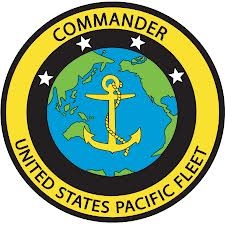 COMMANDER
UNITED STATES PACIFIC FLEET